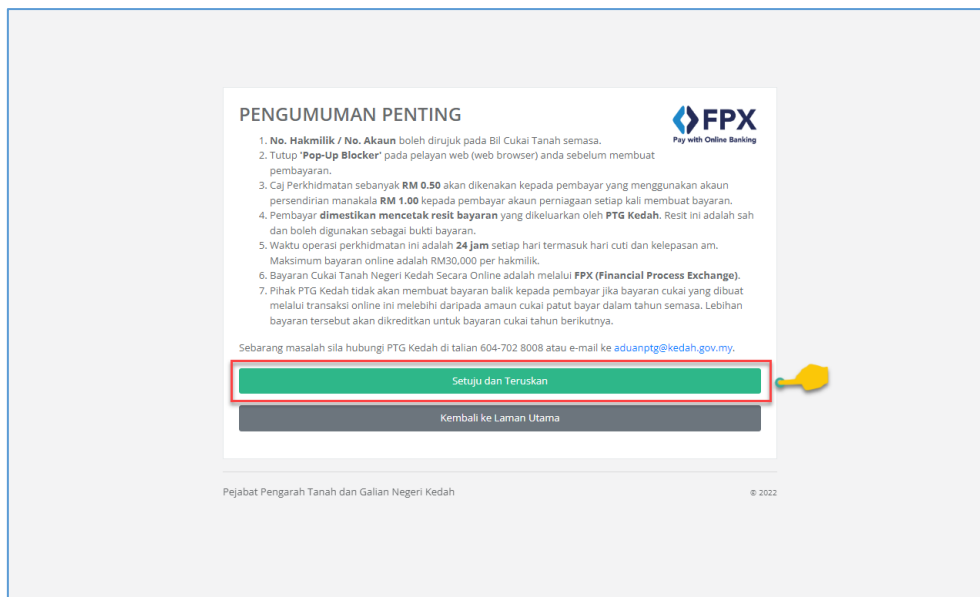 PENGUMUMAN PENTING
FPX
Pay with Online Banking
1. No. Hakmilik / No. Akaun boleh dirujuk pada Bil Cukai Tanah semasa.
2. Tutup 'Pop-Up Blocker' pada pelayan web (web browser) anda sebelum membuat
pembayaran.
3. Caj Perkhidmatan sebanyak RM 0.50 akan dikenakan kepada pembayar yang menggunakan akaun
persendirian manakala RM 1.00 kepada pembayar akaun perniagaan setiap kali membuat bayaran.
4. Pembayar dimestikan mencetak resit bayaran yang dikeluarkan oleh PTG Kedah. Resit ini adalah sah
dan boleh digunakan sebagai bukti bayaran.
5. Waktu operasi perkhidmatan ini adalah 24 jam setiap hari termasuk hari cuti dan kelepasan am.
Maksimum bayaran online adalah RM30,000 per hakmilik.
6. Bayaran Cukai Tanah Negeri Kedah Secara Online adalah melalui FPX (Financial Process Exchange).
7. Pihak PTG Kedah tidak akan membuat bayaran balik kepada pembayar jika bayaran cukai yang dibuat
melalui transaksi online ini melebihi daripada amaun cukai patut bayar dalam tahun semasa. Lebihan
bayaran tersebut akan dikreditkan untuk bayaran cukai tahun berikutnya.
Sebarang masalah sila hubungi PTG Kedah di talian 604-702 8008 atau e-mail ke aduanptg@kedah.gov.my.
Setuju dan Teruskan
Kembali ke Laman Utama
Pejabat Pengarah Tanah dan Galian Negeri Kedah
© 2022